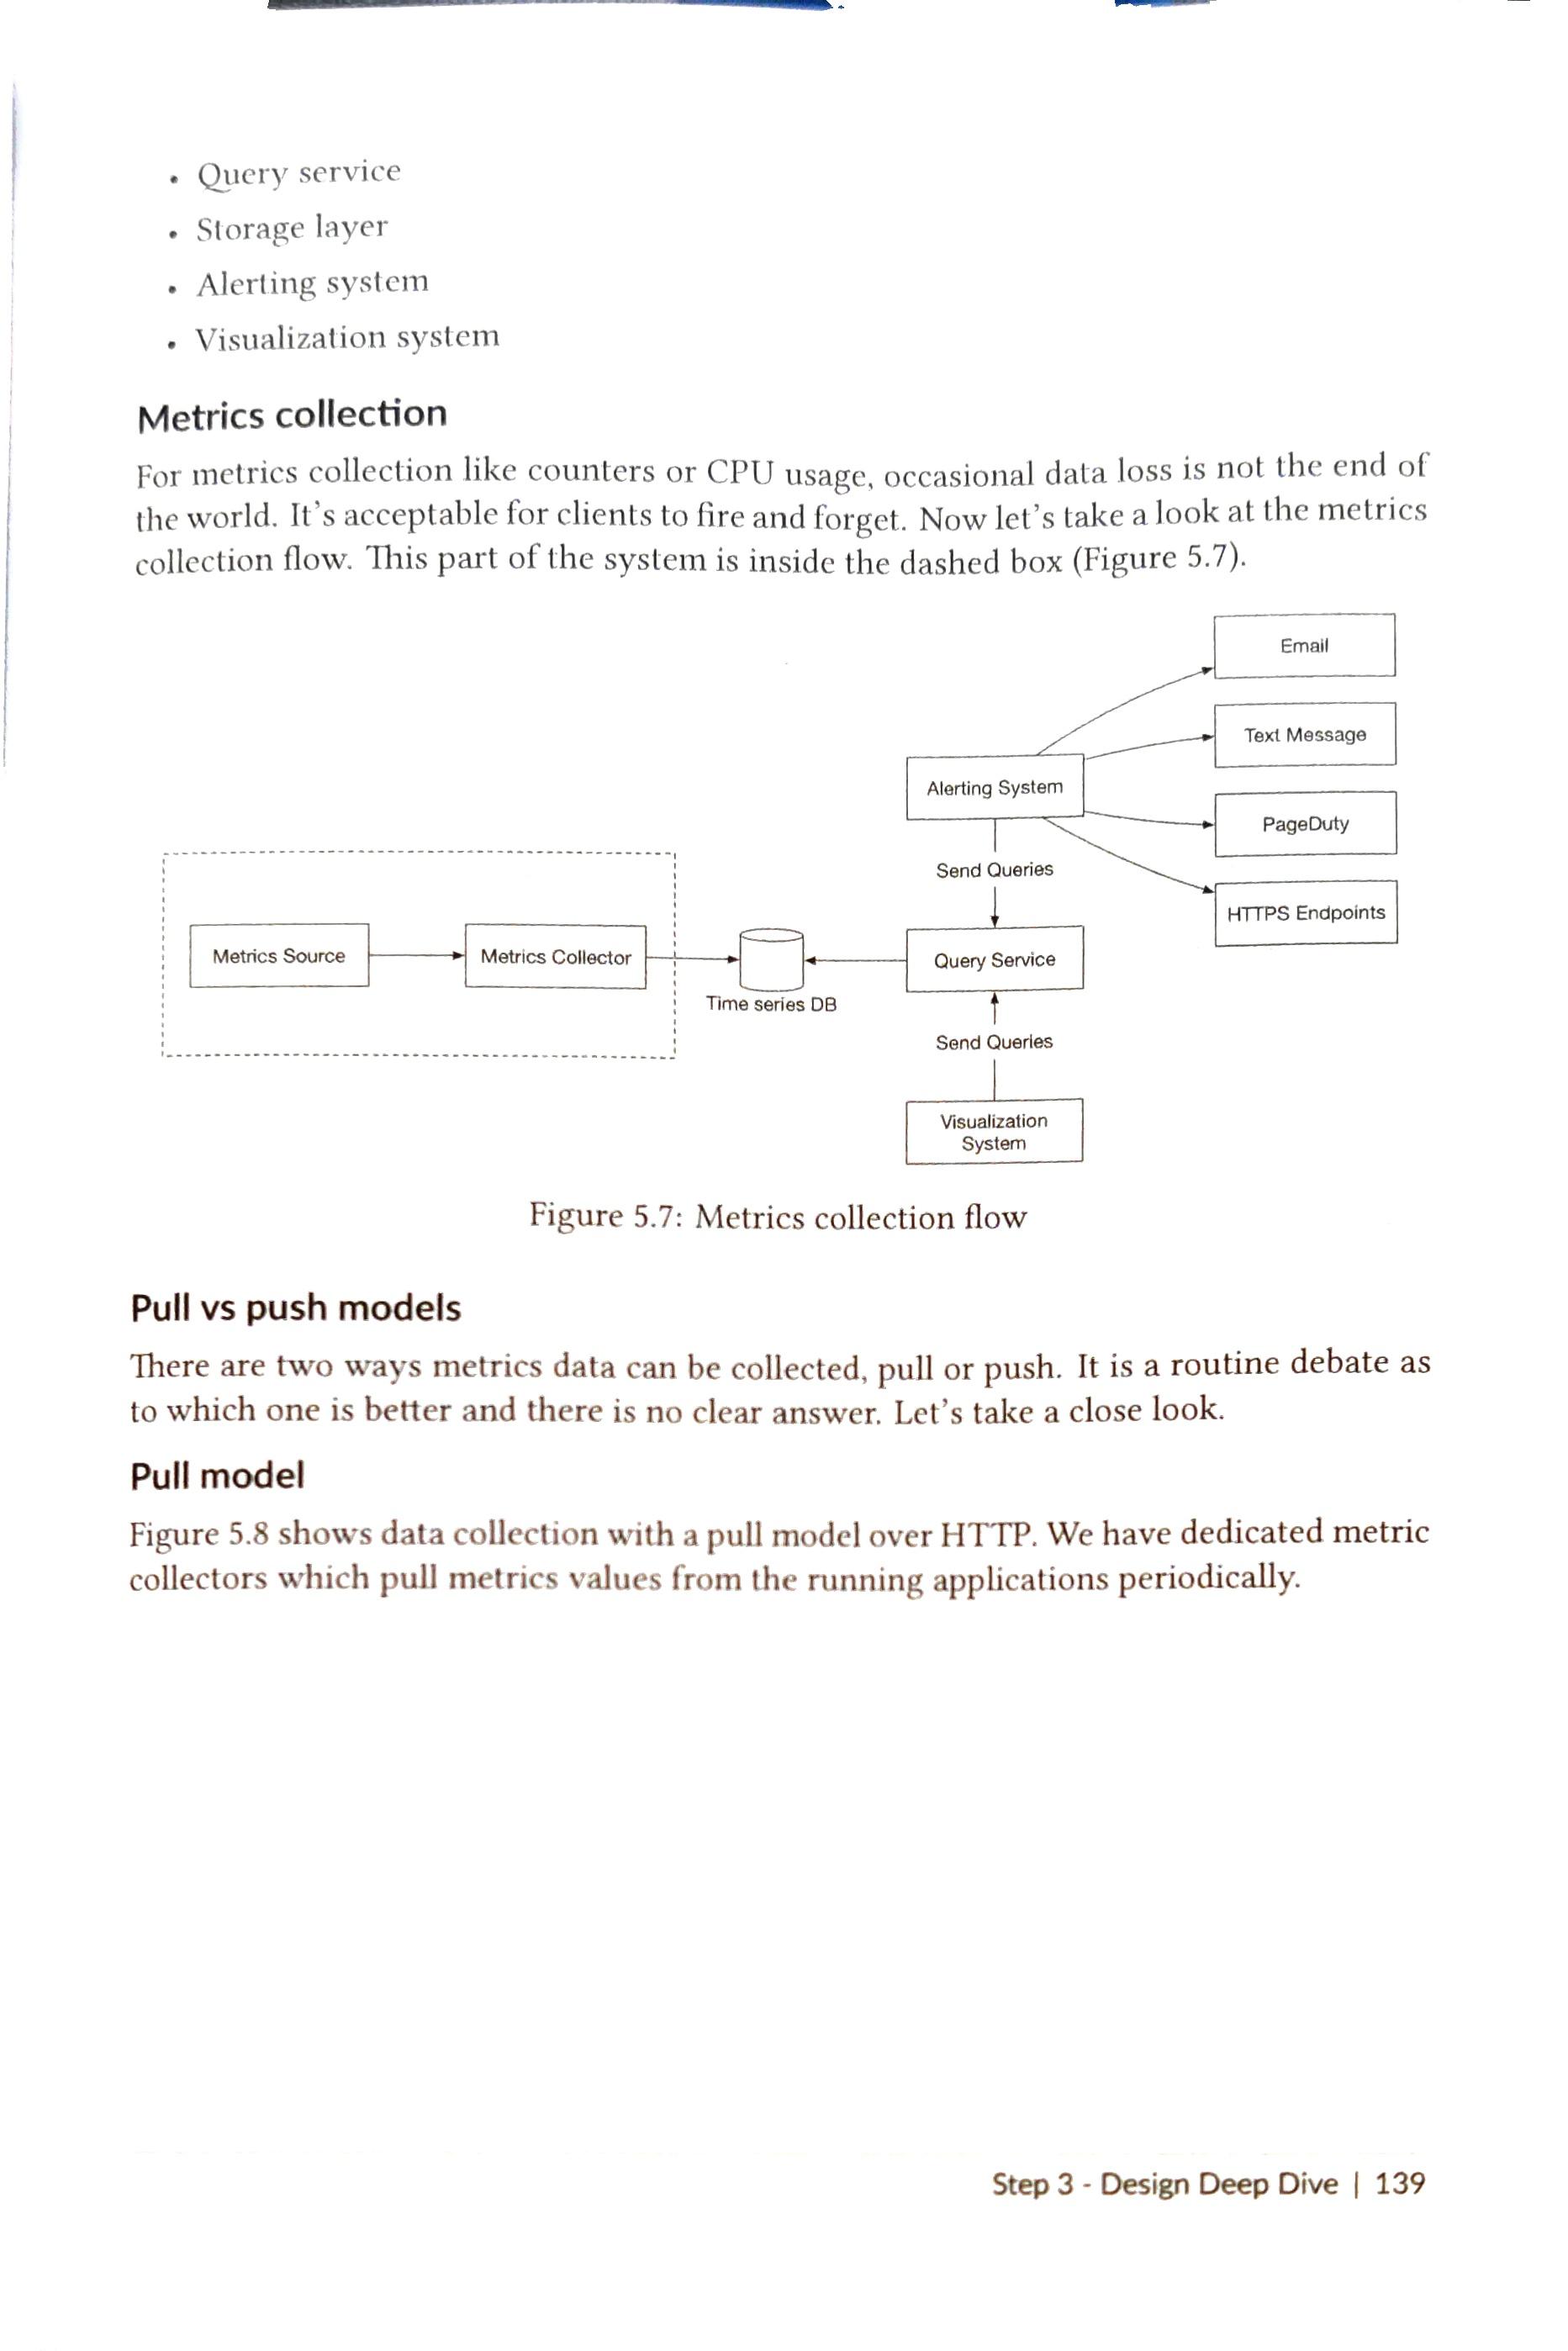 • Query service
• Storage layer
• Alerting system
• Visualization system
Metrics collection
For metrics collection like counters or CPU usage, occasional data loss is not the end of
the world. It's acceptable for clients to fire and forget. Now let's take a look at the metrics
collection flow. This part of the system is inside the dashed box (Figure 5.7).
Email
Text Message
Alerting System
PageDuty
Send Queries
HTTPS Endpoints
Metrics Source
Metrics Collector
Query Service
Time series DB
Send Queries
Visualization
System
Figure 5.7: Metrics collection flow
Pull vs push models
There are two ways metrics data can be collected, pull or push. It is a routine debate as
to which one is better and there is no clear answer. Let's take a close look.
Pull model
Figure 5.8 shows data collection with a pull model over HTTP. We have dedicated metric
collectors which pull metrics values from the running applications periodically.
Step 3 - Design Deep Dive | 139